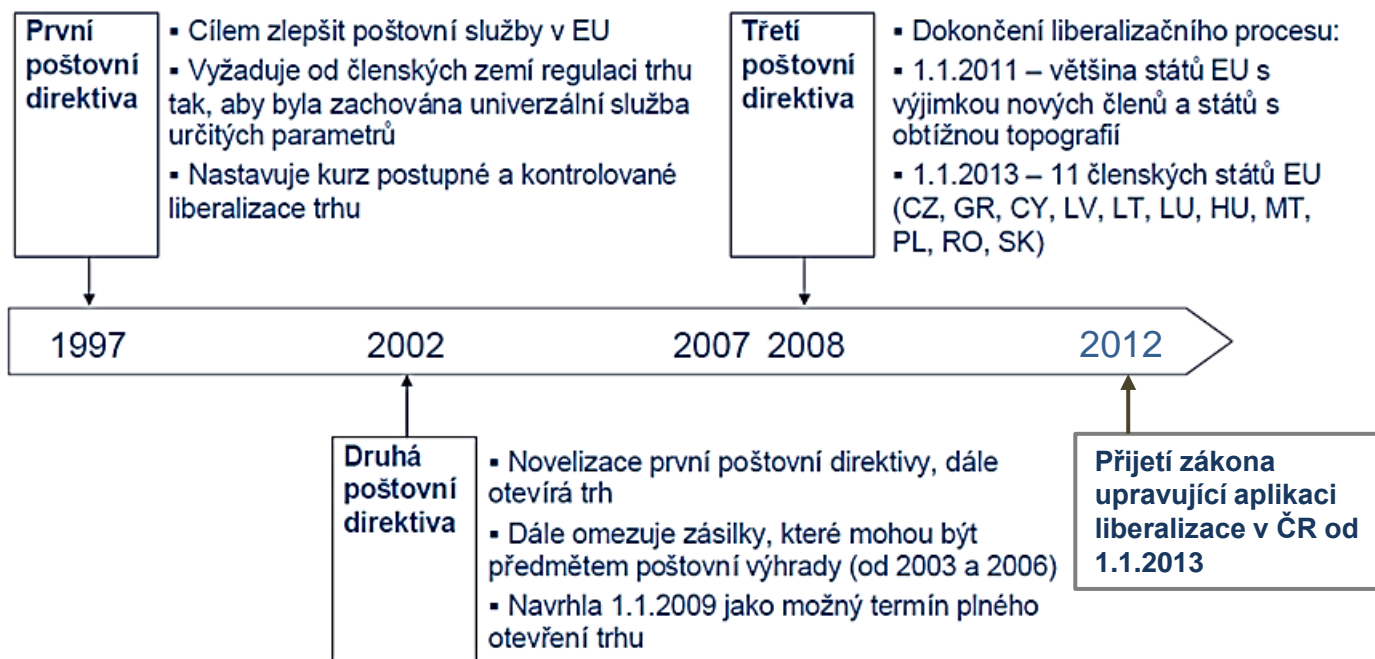 První
poštovní
direktiva
▪ Cílem zlepšit poštovní služby v EU
▪ Vyžaduje od členských zemí regulaci trhu
tak, aby byla zachována univerzální služba
určitých parametrů
▪ Nastavuje kurz postupné a kontrolované
liberalizace trhu
Třetí
poštovní
direktiva
▪ Dokončení liberalizačního procesu:
▪ 1.1.2011 – většina států EU s
výjimkou nových členů a států s
obtížnou topografií
▪ 1.1.2013 – 11 členských států EU
(CZ, GR, CY, LV, LT, LU, HU, MT,
PL, RO, SK)
1997 2002 2007 2008 2012
Druhá
poštovní
direktiva
▪ Novelizace první poštovní direktivy, dále
otevírá trh
▪ Dále omezuje zásilky, které mohou být
předmětem poštovní výhrady (od 2003 a 2006)
▪ Navrhla 1.1.2009 jako možný termín plného
otevření trhu
Přijetí zákona
upravující aplikaci
liberalizace v ČR od
1.1.2013